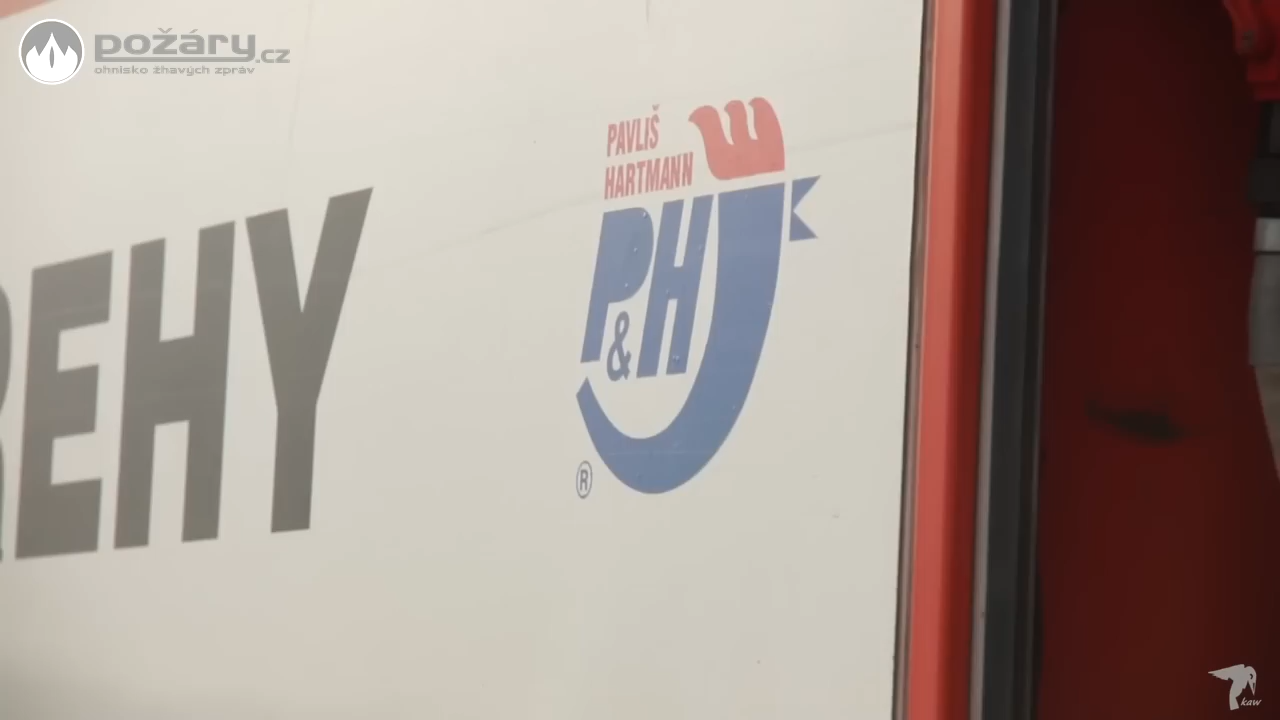 požáry.cz
ohnisko žhavých zpráv
PAVLIŠ
HARTMANN
P&H
®
EHY
kaw